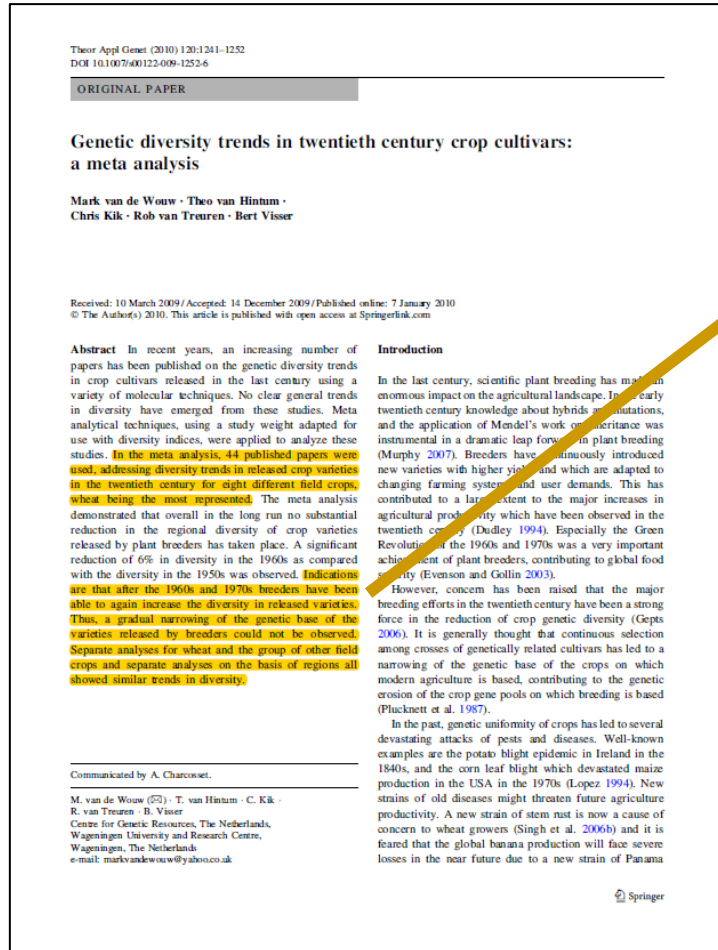 Theor Appl Genet (2010) 120:1241–1252
DOI 10.1007/s00122-009-1252-6
ORIGINAL PAPER
Genetic diversity trends in twentieth century crop cultivars:
a meta analysis
Mark van de Wouw · Theo van Hintum ·
Chris Kik · Rob van Treuren · Bert Visser
Received: 10 March 2009 / Accepted: 14 December 2009 / Published online: 7 January 2010
© The Author(s) 2010. This article is published with open access at Springerlink.com
Abstract In recent years, an increasing number of
papers has been published on the genetic diversity trends
in crop cultivars released in the last century using a
variety of molecular techniques. No clear general trends
in diversity have emerged from these studies. Meta
analytical techniques, using a study weight adapted for
use with diversity indices, were applied to analyze these
studies. In the meta analysis, 44 published papers were
used, addressing diversity trends in released crop varieties
in the twentieth century for eight different field crops,
wheat being the most represented. The meta analysis
demonstrated that overall in the long run no substantial
reduction in the regional diversity of crop varieties
released by plant breeders has taken place. A significant
reduction of 6% in diversity in the 1960s as compared
with the diversity in the 1950s was observed. Indications
are that after the 1960s and 1970s breeders have been
able to again increase the diversity in released varieties.
Thus, a gradual narrowing of the genetic base of the
varieties released by breeders could not be observed.
Separate analyses for wheat and the group of other field
crops and separate analyses on the basis of regions all
showed similar trends in diversity.
Communicated by A. Charcosset.
M. van de Wouw (✉) · T. van Hintum · C. Kik ·
R. van Treuren · B. Visser
Centre for Genetic Resources, The Netherlands,
Wageningen University and Research Centre,
Wageningen, The Netherlands
e-mail: markvandewouw@yahoo.co.uk
Introduction
In the last century, scientific plant breeding has made an
enormous impact on the agricultural landscape. In early
twentieth century knowledge about hybrids mutations,
and the application of Mendel's work on inheritance was
instrumental in a dramatic leap forward in plant breeding
(Murphy 2007). Breeders have continuously introduced
new varieties with higher yield and which are adapted to
changing farming systems and user demands. This has
contributed to a large extent to the major increases in
agricultural productivity which have been observed in the
twentieth century (Dudley 1994). Especially the Green
Revolution of the 1960s and 1970s was a very important
achievement of plant breeders, contributing to global food
security (Evenson and Gollin 2003).
However, concern has been raised that the major
breeding efforts in the twentieth century have been a strong
force in the reduction of crop genetic diversity (Gepts
2006). It is generally thought that continuous selection
among crosses of genetically related cultivars has led to a
narrowing of the genetic base of the crops on which
modern agriculture is based, contributing to the genetic
erosion of the crop gene pools on which breeding is based
(Plucknett et al. 1987).
In the past, genetic uniformity of crops has led to several
devastating attacks of pests and diseases. Well-known
examples are the potato blight epidemic in Ireland in the
1840s, and the corn leaf blight which devastated maize
production in the USA in the 1970s (Lopez 1994). New
strains of old diseases might threaten future agriculture
productivity. A new strain of stem rust is now a cause of
concern to wheat growers (Singh et al. 2006b) and it is
feared that the global banana production will face severe
losses in the near future due to a new strain of Panama
Springer